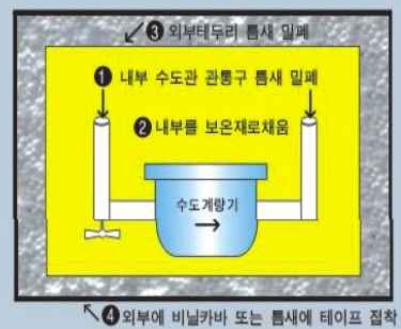 ❸ 외부테두리 틈새 밀폐
❶ 내부 수도관 관통구 틈새 밀폐
❷ 내부를 보온재로채움
수도계량기
❹ 외부에 비닐카바 또는 틈새에 테이프 접착